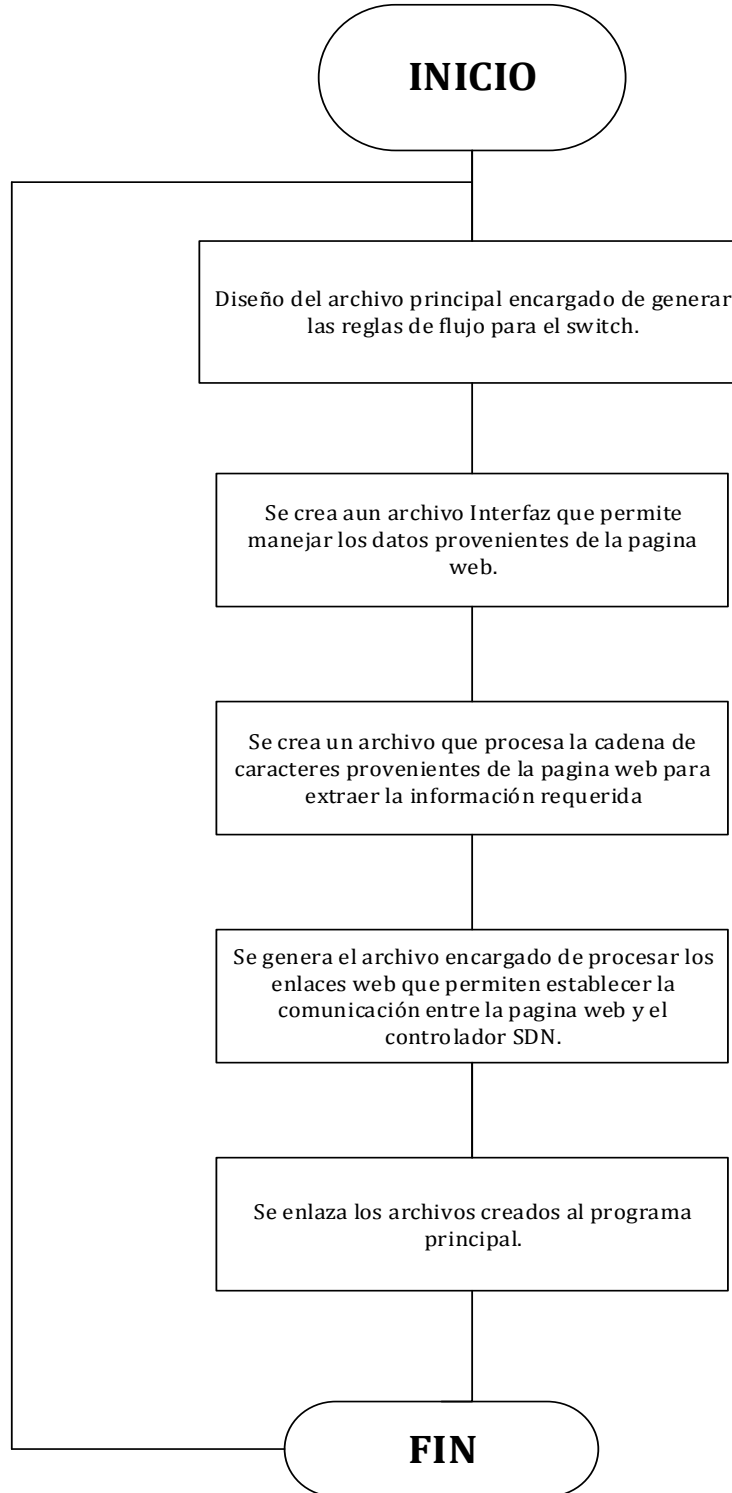 INICIO
Diseño del archivo principal encargado de generar
las reglas de flujo para el switch.
Se crea aun archivo Interfaz que permite
manejar los datos provenientes de la pagina
web.
Se crea un archivo que procesa la cadena de
caracteres provenientes de la pagina web para
extraer la información requerida
Se genera el archivo encargado de procesar los
enlaces web que permiten establecer la
comunicación entre la pagina web y el
controlador SDN.
Se enlaza los archivos creados al programa
principal.
FIN